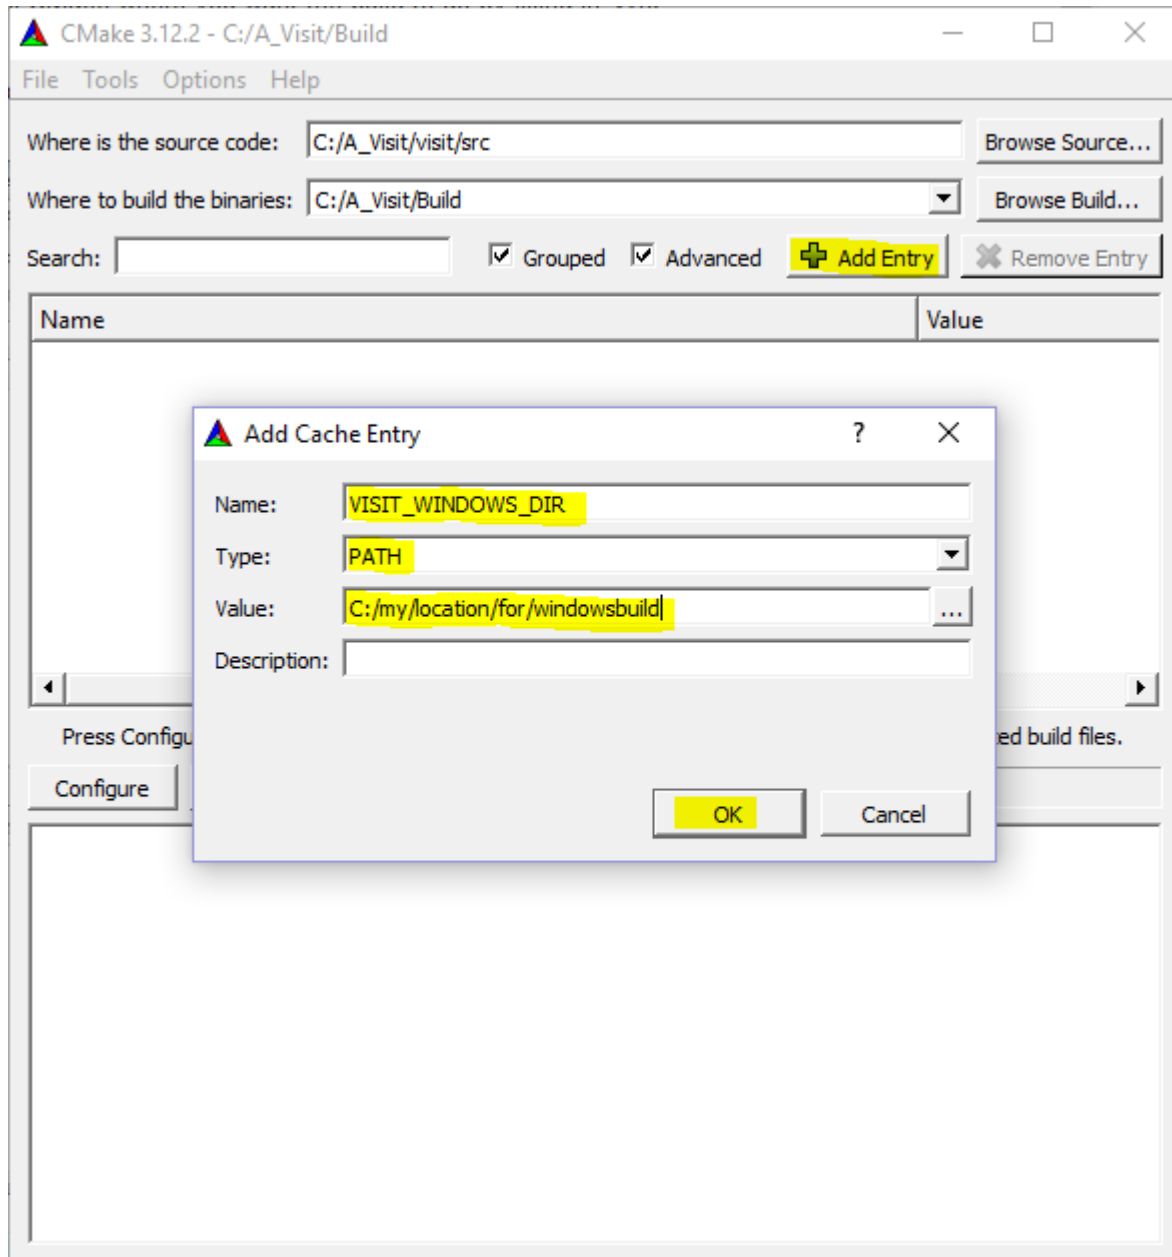 CMake 3.12.2 - C:/A_Visit/Build
File Tools Options Help
Where is the source code: C:/A_Visit/visit/src Browse Source...
Where to build the binaries: C:/A_Visit/Build Browse Build...
Search: Grouped Advanced Add Entry Remove Entry
Name Value
Add Cache Entry ?
Name: VISIT_WINDOWS_DIR
Type: PATH
Value: C:/my/location/for/windowsbuild ...
Description:
Press Configu ed build files.
Configure
OK Cancel